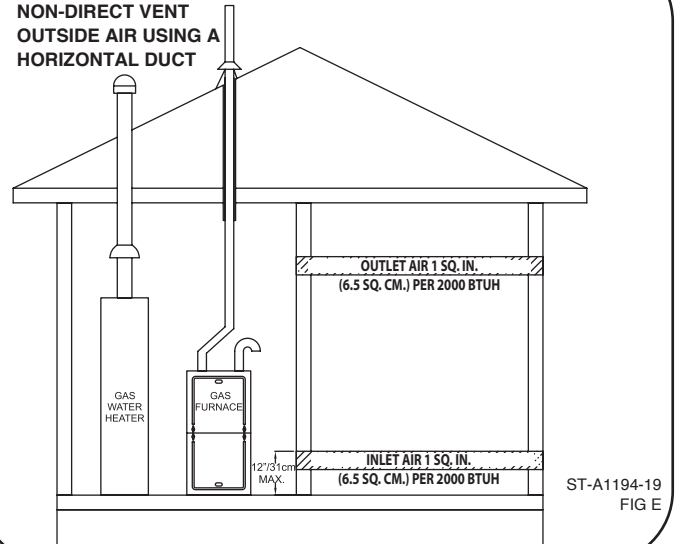 NON-DIRECT VENT
OUTSIDE AIR USING A
HORIZONTAL DUCT
OUTLET AIR 1 SQ. IN.
(6.5 SQ. CM.) PER 2000 BTUH
GAS
WATER
HEATER
GAS
FURNACE
12"/31cm
MAX.
INLET AIR 1 SQ. IN.
(6.5 SQ. CM.) PER 2000 BTUH
ST-A1194-19
FIG E